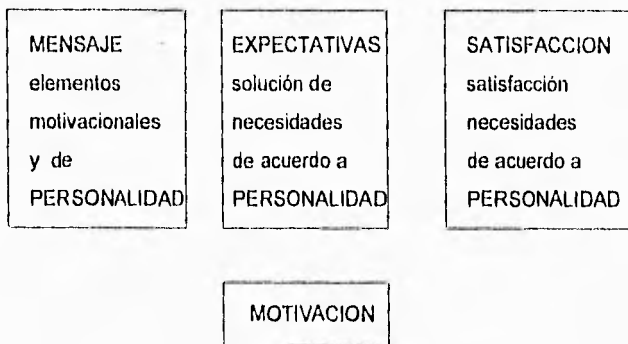 MENSAJE
elementos
motivacionales
y de
PERSONALIDAD
EXPECTATIVAS
solución de
necesidades
de acuerdo a
PERSONALIDAD
SATISFACCION
satisfacción
necesidades
de acuerdo a
PERSONALIDAD
MOTIVACION